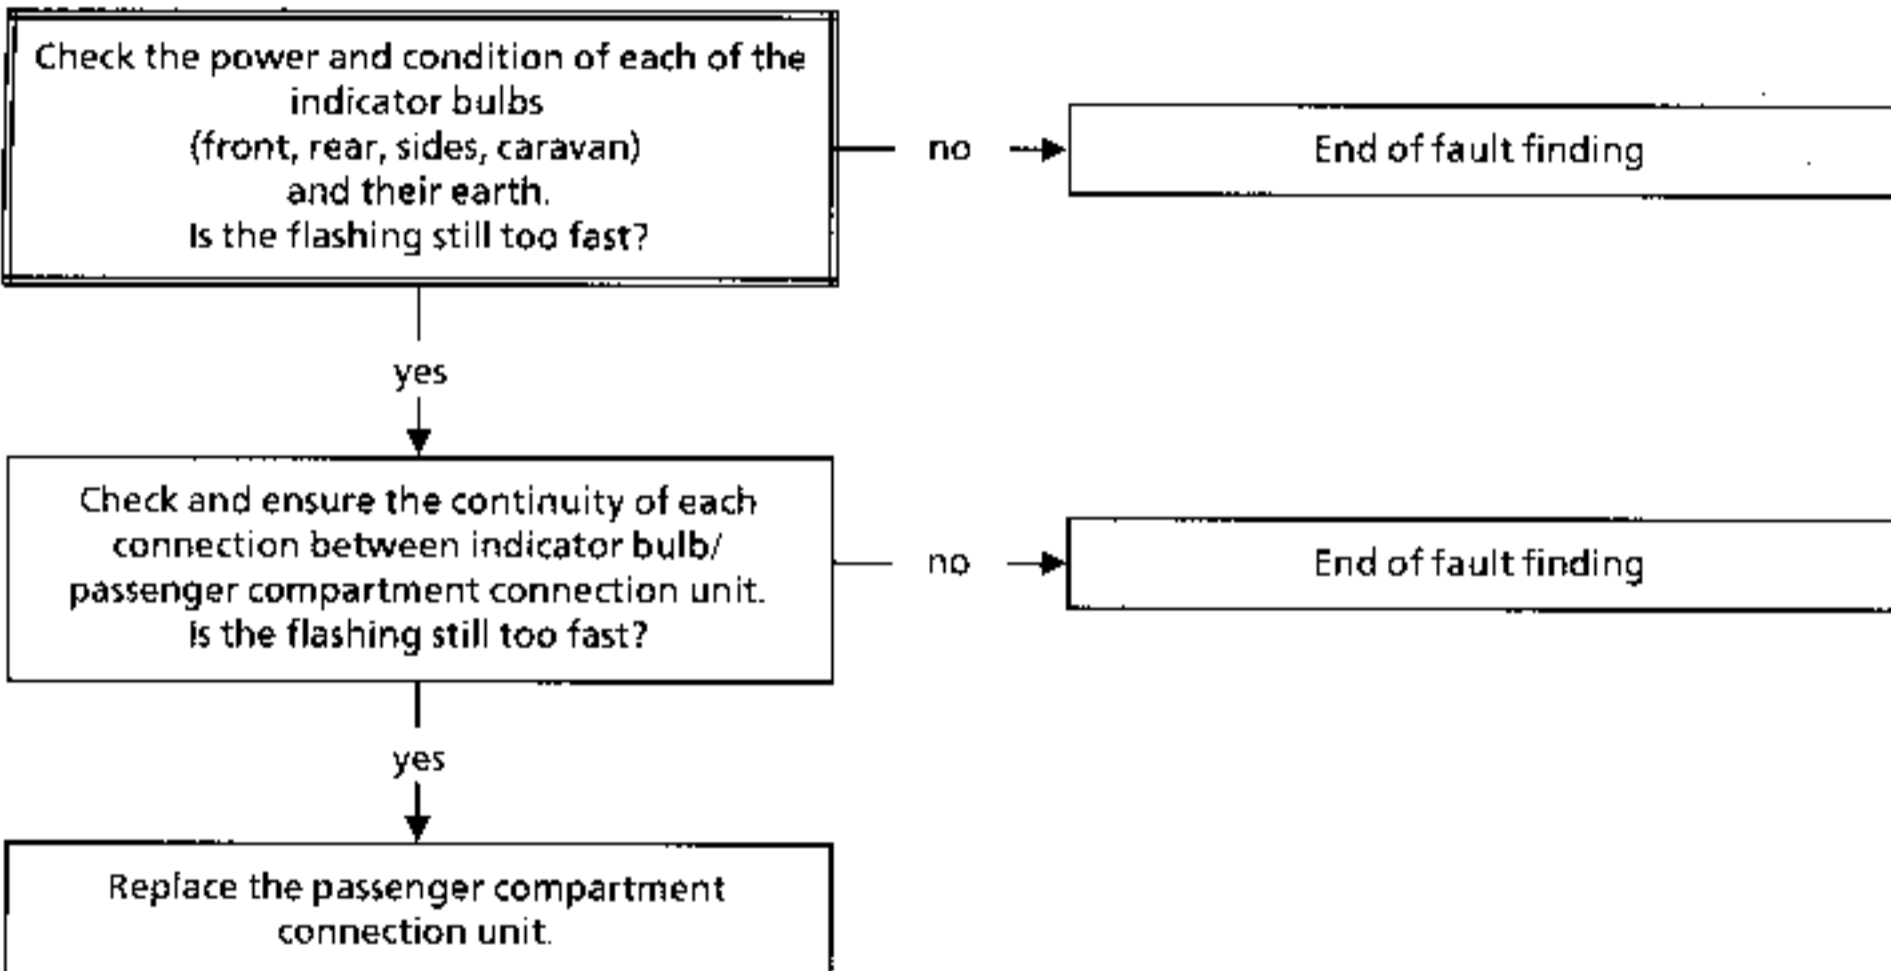 Check the power and condition of each of the
indicator bulbs
(front, rear, sides, caravan)
and their earth.
Is the flashing still too fast?
no
End of fault finding
yes
Check and ensure the continuity of each
connection between indicator bulb/
passenger compartment connection unit.
Is the flashing still too fast?
no
End of fault finding
yes
Replace the passenger compartment
connection unit.